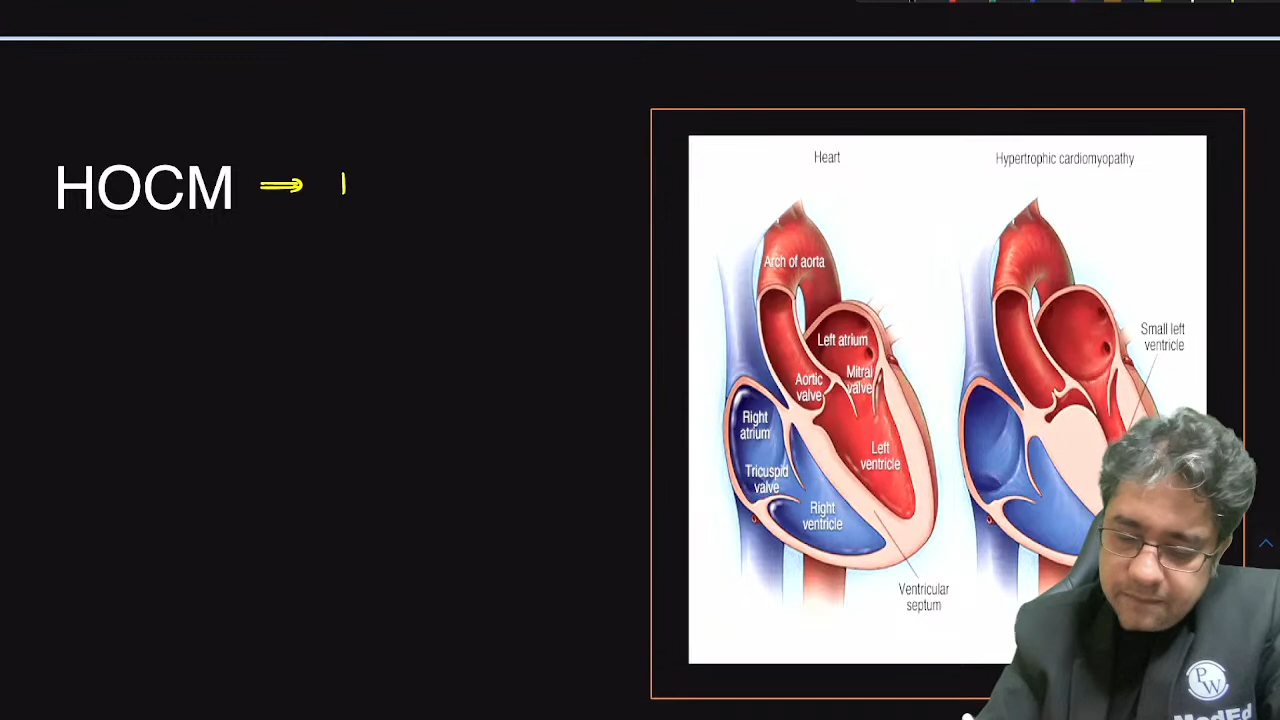 HOCM ⇒ I
Heart
Hypertrophic cardiomyopathy
Arch of aorta
Left atrium
Small left
ventricle
Aortic
valve
Mitral
valve
Right
atrium
Left
ventricle
Tricuspid
valve
Right
ventricle
Ventricular
septum
PW
MedEd